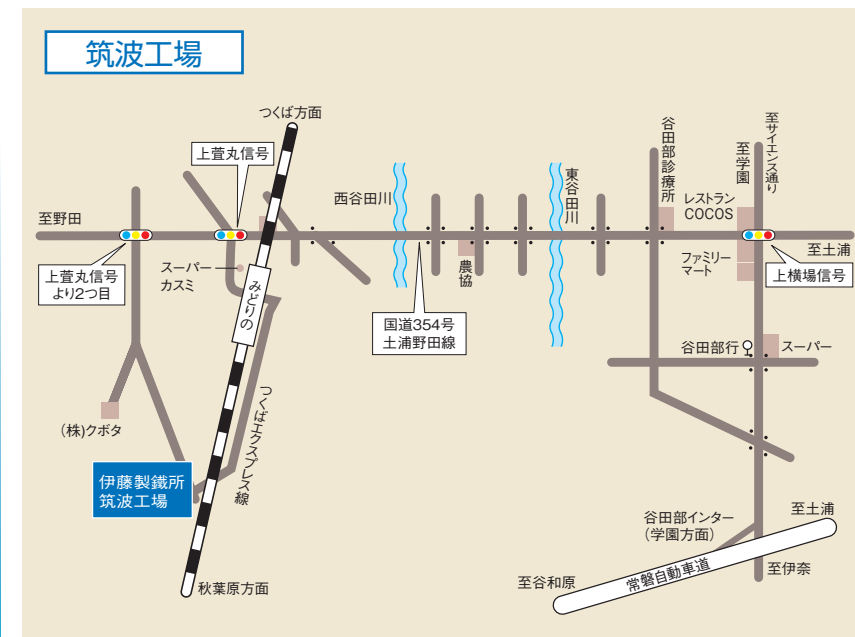 筑波工場
つくば方面
上萱丸信号
至野田
上萱丸信号
より2つ目
スーパー
カスミ
みどりの
西谷田川
国道354号
土浦野田線
農協
東谷田川
谷田部診療所
レストラン
COCOS
至学園
至サイエンス通り
ファミリー
マート
至土浦
上横場信号
谷田部行
スーパー
(株)クボタ
つくばエクスプレス線
伊藤製鐵所
筑波工場
秋葉原方面
谷田部インター
(学園方面)
至土浦
常磐自動車道
至谷和原
至伊奈